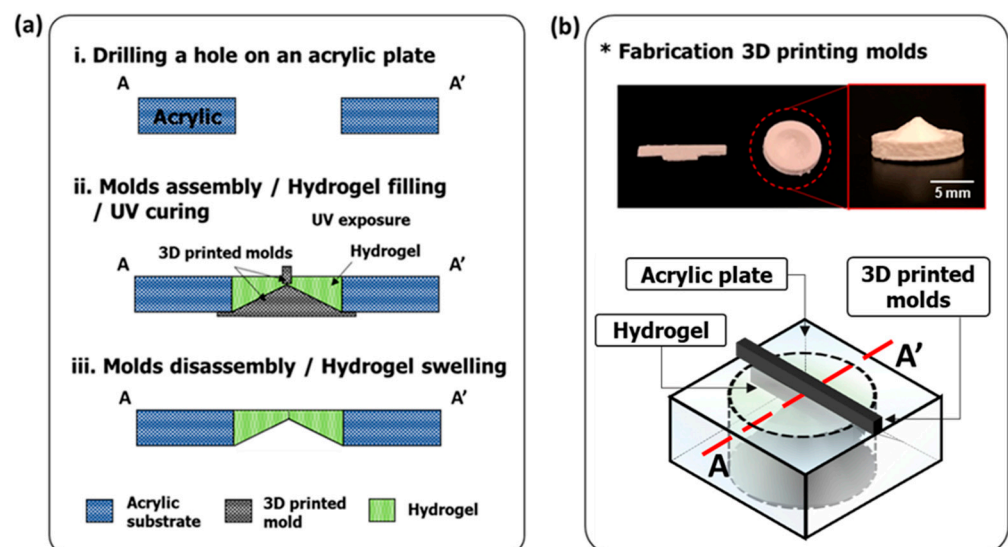 (a)
i. Drilling a hole on an acrylic plate
A
A’
Acrylic
ii. Molds assembly / Hydrogel filling
/ UV curing
UV exposure
3D printed molds
Hydrogel
A
A’
iii. Molds disassembly / Hydrogel swelling
A
A’
Acrylic
substrate
3D printed
mold
Hydrogel
(b)
* Fabrication 3D printing molds
5 mm
Acrylic plate
3D printed
molds
Hydrogel
A’
A